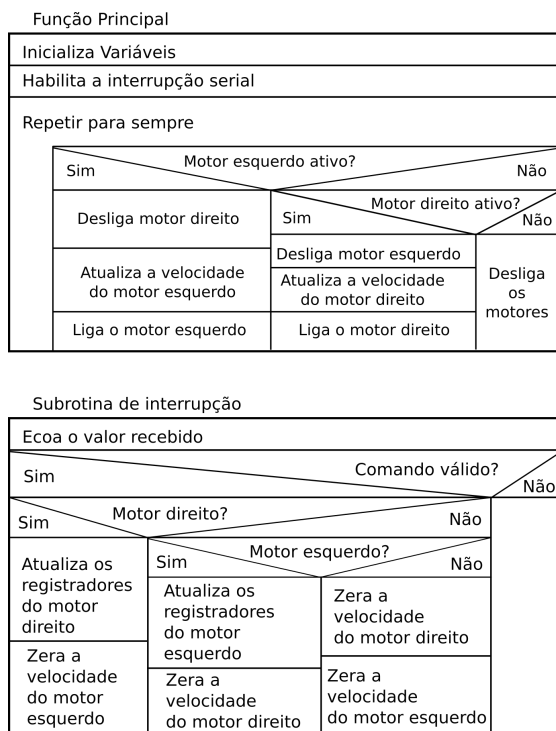 Função Principal
Inicializa Variáveis
Habilita a interrupção serial
Repetir para sempre
Motor esquerdo ativo?
Sim
Não
Desliga motor direito
Atualiza a velocidade
do motor esquerdo
Liga o motor esquerdo
Motor direito ativo?
Sim
Não
Desliga motor esquerdo
Atualiza a velocidade
do motor direito
Liga o motor direito
Desliga
os
motores
Subrotina de interrupção
Ecoa o valor recebido
Comando válido?
Sim
Não
Motor direito?
Sim
Não
Atualiza os
registradores
do motor
direito
Zera a
velocidade
do motor
esquerdo
Motor esquerdo?
Sim
Não
Atualiza os
registradores
do motor
esquerdo
Zera a
velocidade
do motor direito
Zera a
velocidade
do motor direito
Zera a
velocidade
do motor esquerdo